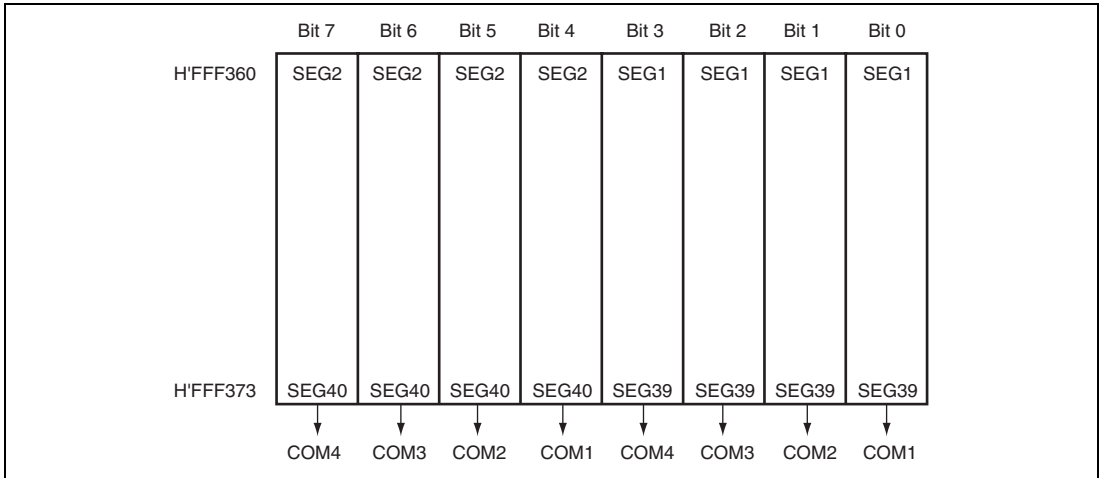 Bit 7 Bit 6 Bit 5 Bit 4 Bit 3 Bit 2 Bit 1 Bit 0
H'FFF360 SEG2 SEG2 SEG2 SEG2 SEG1 SEG1 SEG1 SEG1
H'FFF373 SEG40 SEG40 SEG40 SEG40 SEG39 SEG39 SEG39 SEG39
COM4 COM3 COM2 COM1 COM4 COM3 COM2 COM1